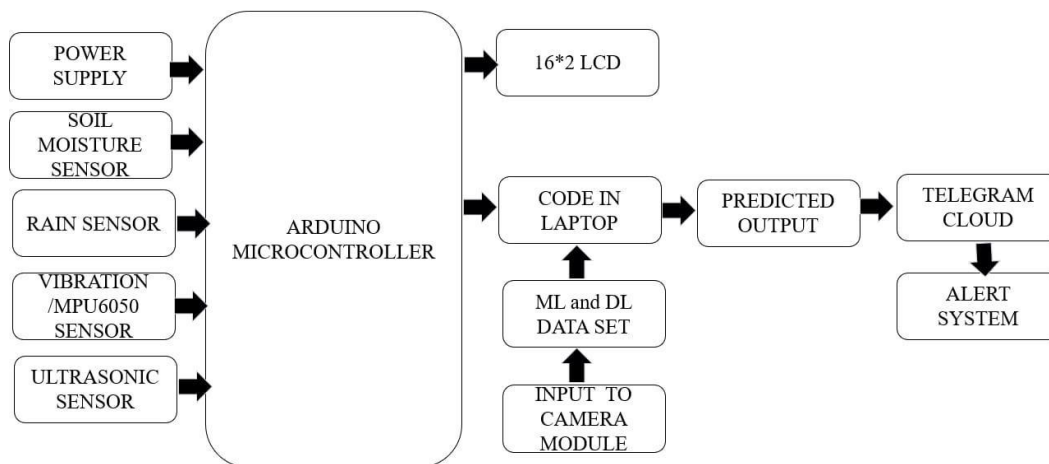 POWER
SUPPLY
SOIL
MOISTURE
SENSOR
RAIN SENSOR
VIBRATION
/MPU6050
SENSOR
ULTRASONIC
SENSOR
ARDUINO
MICROCONTROLLER
16*2 LCD
CODE IN
LAPTOP
ML and DL
DATA SET
INPUT TO
CAMERA
MODULE
PREDICTED
OUTPUT
TELEGRAM
CLOUD
ALERT
SYSTEM